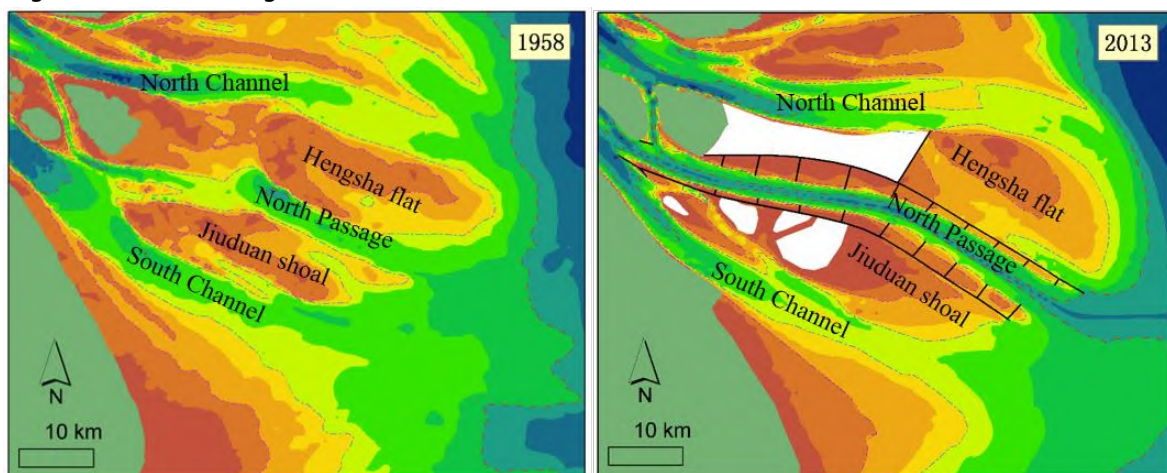 1958
North Channel
Hengsha flat
North Passage
Jiuduan shoal
South Channel
N
10 km
2013
North Channel
Hengsha flat
North Passage
Jiuduan shoal
South Channel
N
10 km